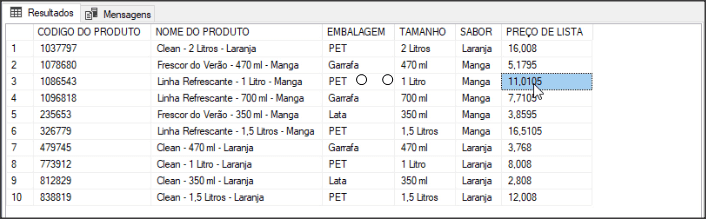 Resultados Mensagens
CODIGO DO PRODUTO NOME DO PRODUTO EMBALAGEM TAMANHO SABOR PREÇO DE LISTA
1 1037797 Clean - 2 Litros - Laranja PET 2 Litros Laranja 16,008
2 1078680 Frescor do Verão - 470 ml - Manga Garrafa 470 ml Manga 5,1795
3 1086543 Linha Refrescante - 1 Litro - Manga PET 1 Litro Manga 11,0105
4 1096818 Linha Refrescante - 700 ml - Manga Garrafa 700 ml Manga 7,7105
5 235653 Frescor do Verão - 350 ml - Manga Lata 350 ml Manga 3,8595
6 326779 Linha Refrescante - 1,5 Litros - Manga PET 1,5 Litros Manga 16,5105
7 479745 Clean - 470 ml - Laranja Garrafa 470 ml Laranja 3,768
8 773912 Clean - 1 Litro - Laranja PET 1 Litro Laranja 8,008
9 812829 Clean - 350 ml - Laranja Lata 350 ml Laranja 2,808
10 838819 Clean - 1,5 Litros - Laranja PET 1,5 Litros Laranja 12,008